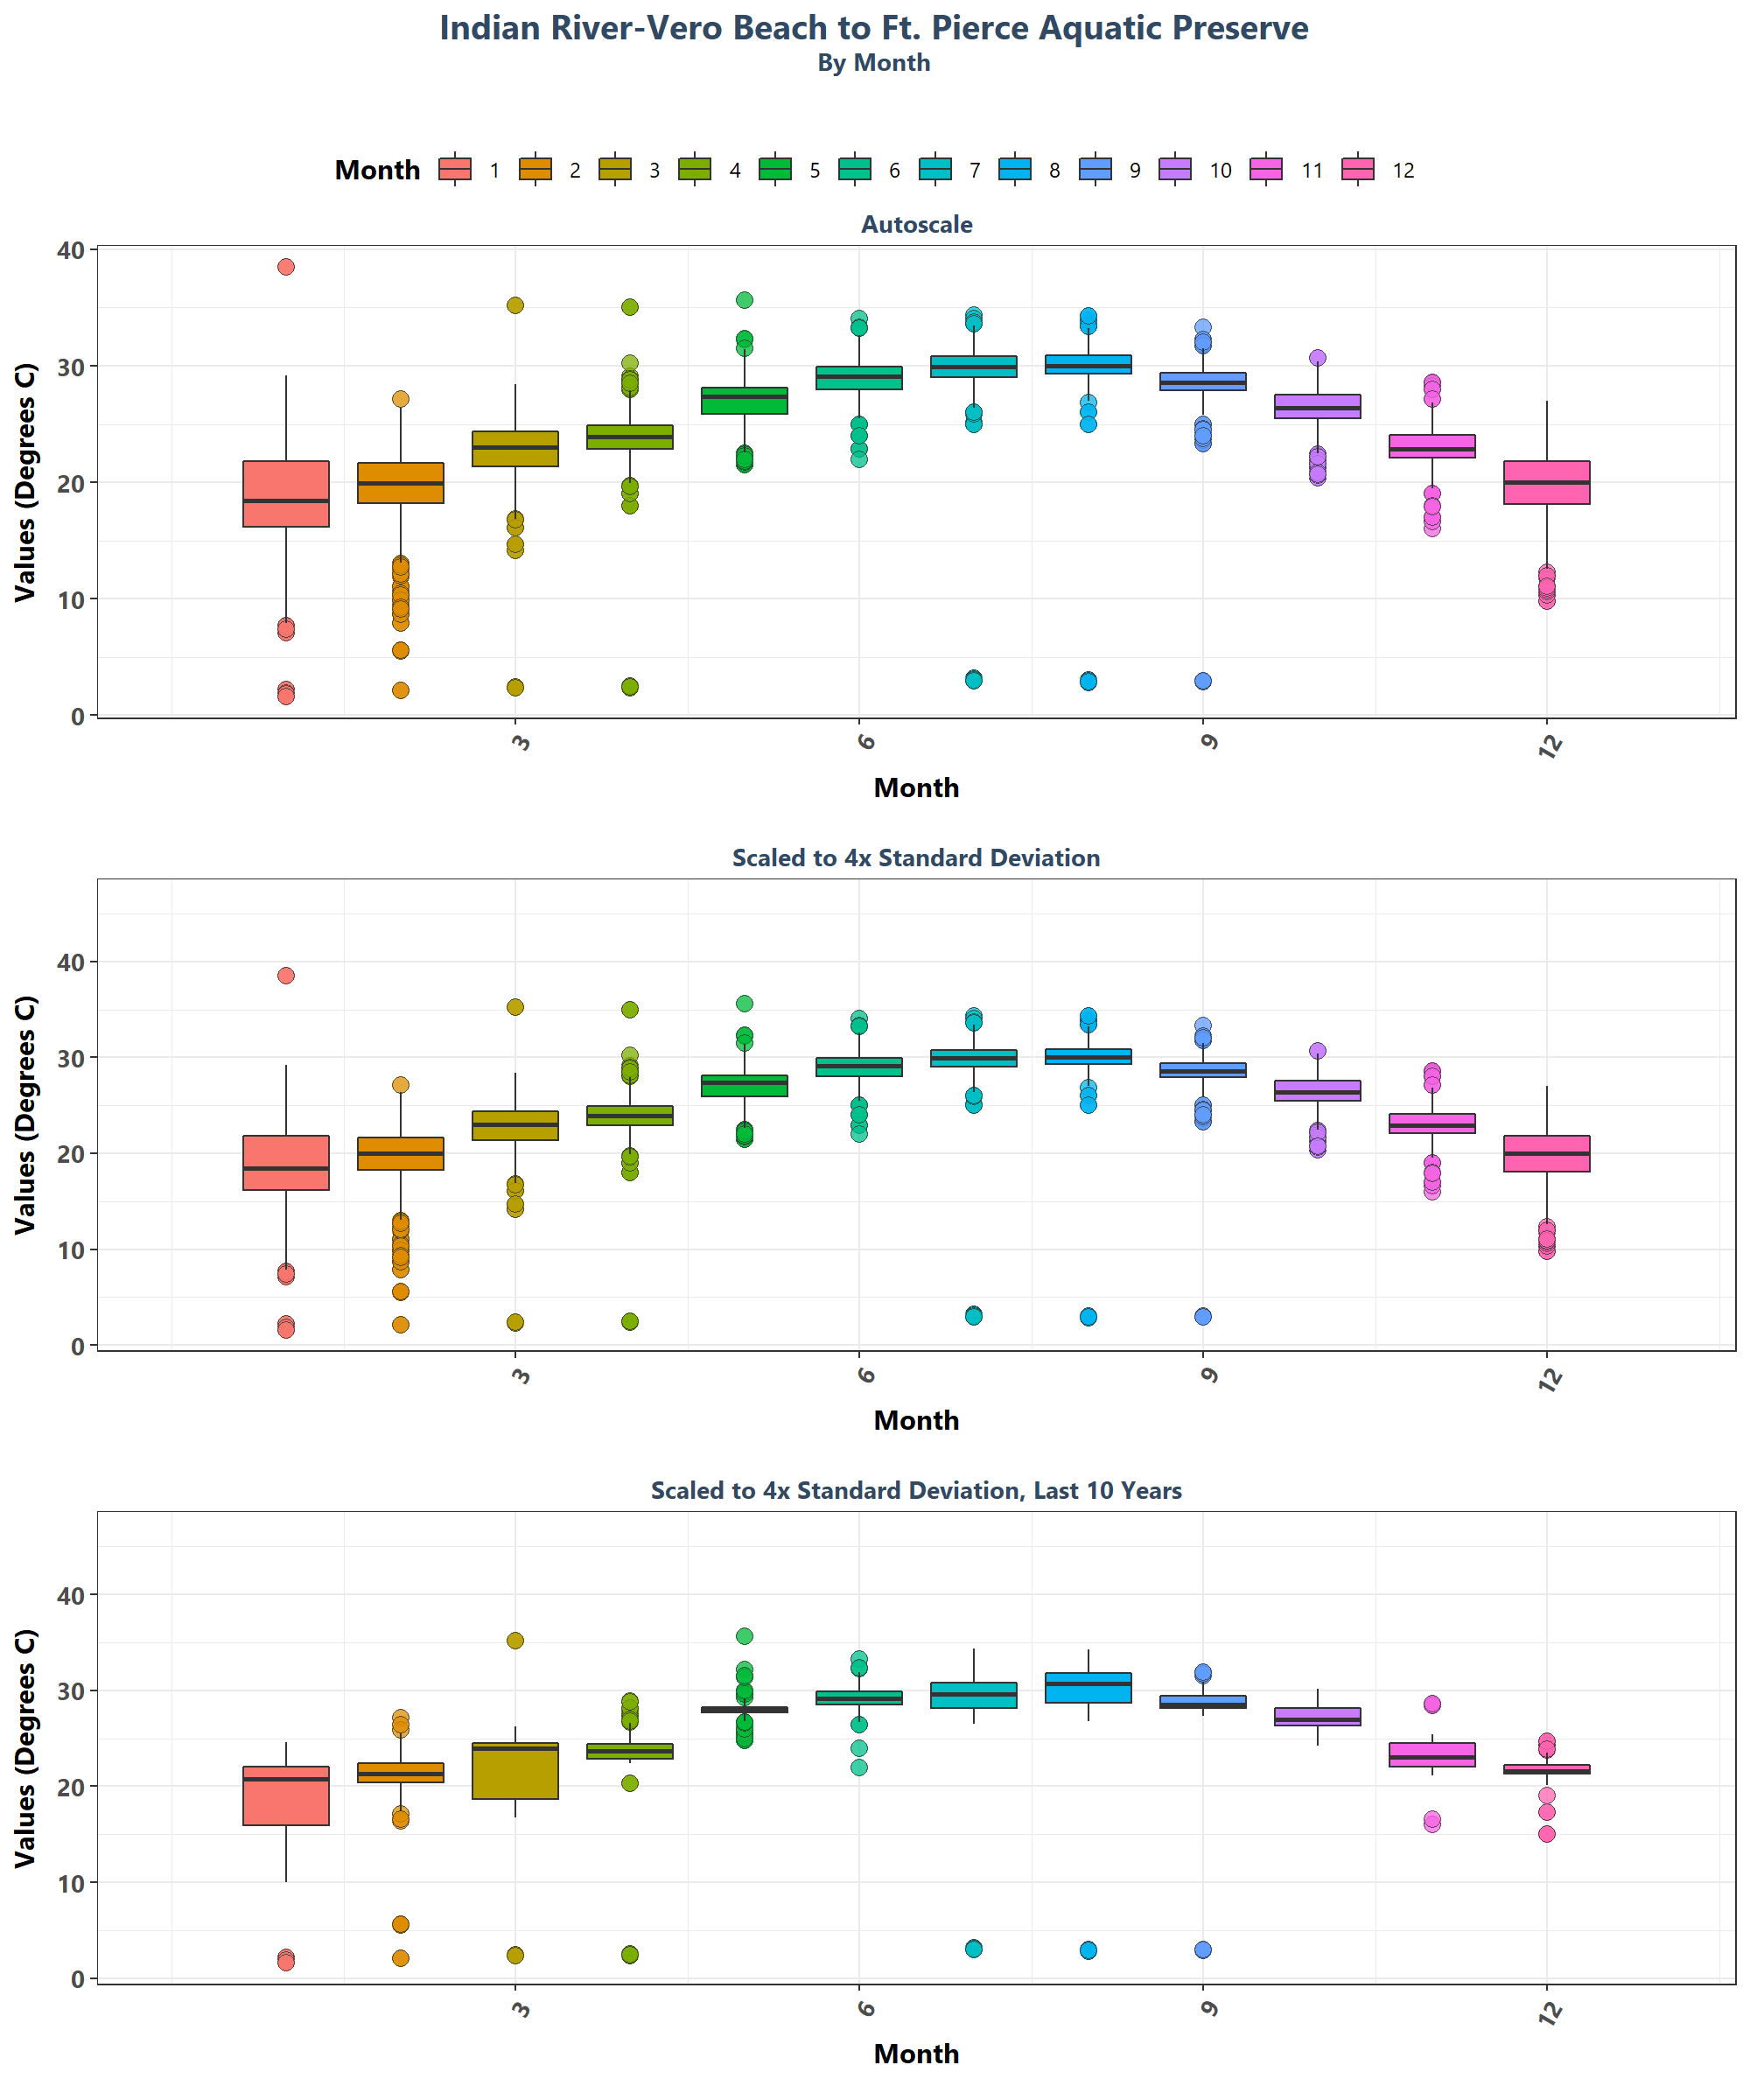 Indian River-Vero Beach to Ft. Pierce Aquatic Preserve
By Month
Month 1 2 3 4 5 6 7 8 9 10 11 12
Autoscale
Values (Degrees C)
40
30
20
10
0
3 6 9 12
Month
Scaled to 4x Standard Deviation
Values (Degrees C)
40
30
20
10
0
3 6 9 12
Month
Scaled to 4x Standard Deviation, Last 10 Years
Values (Degrees C)
40
30
20
10
0
3 6 9 12
Month